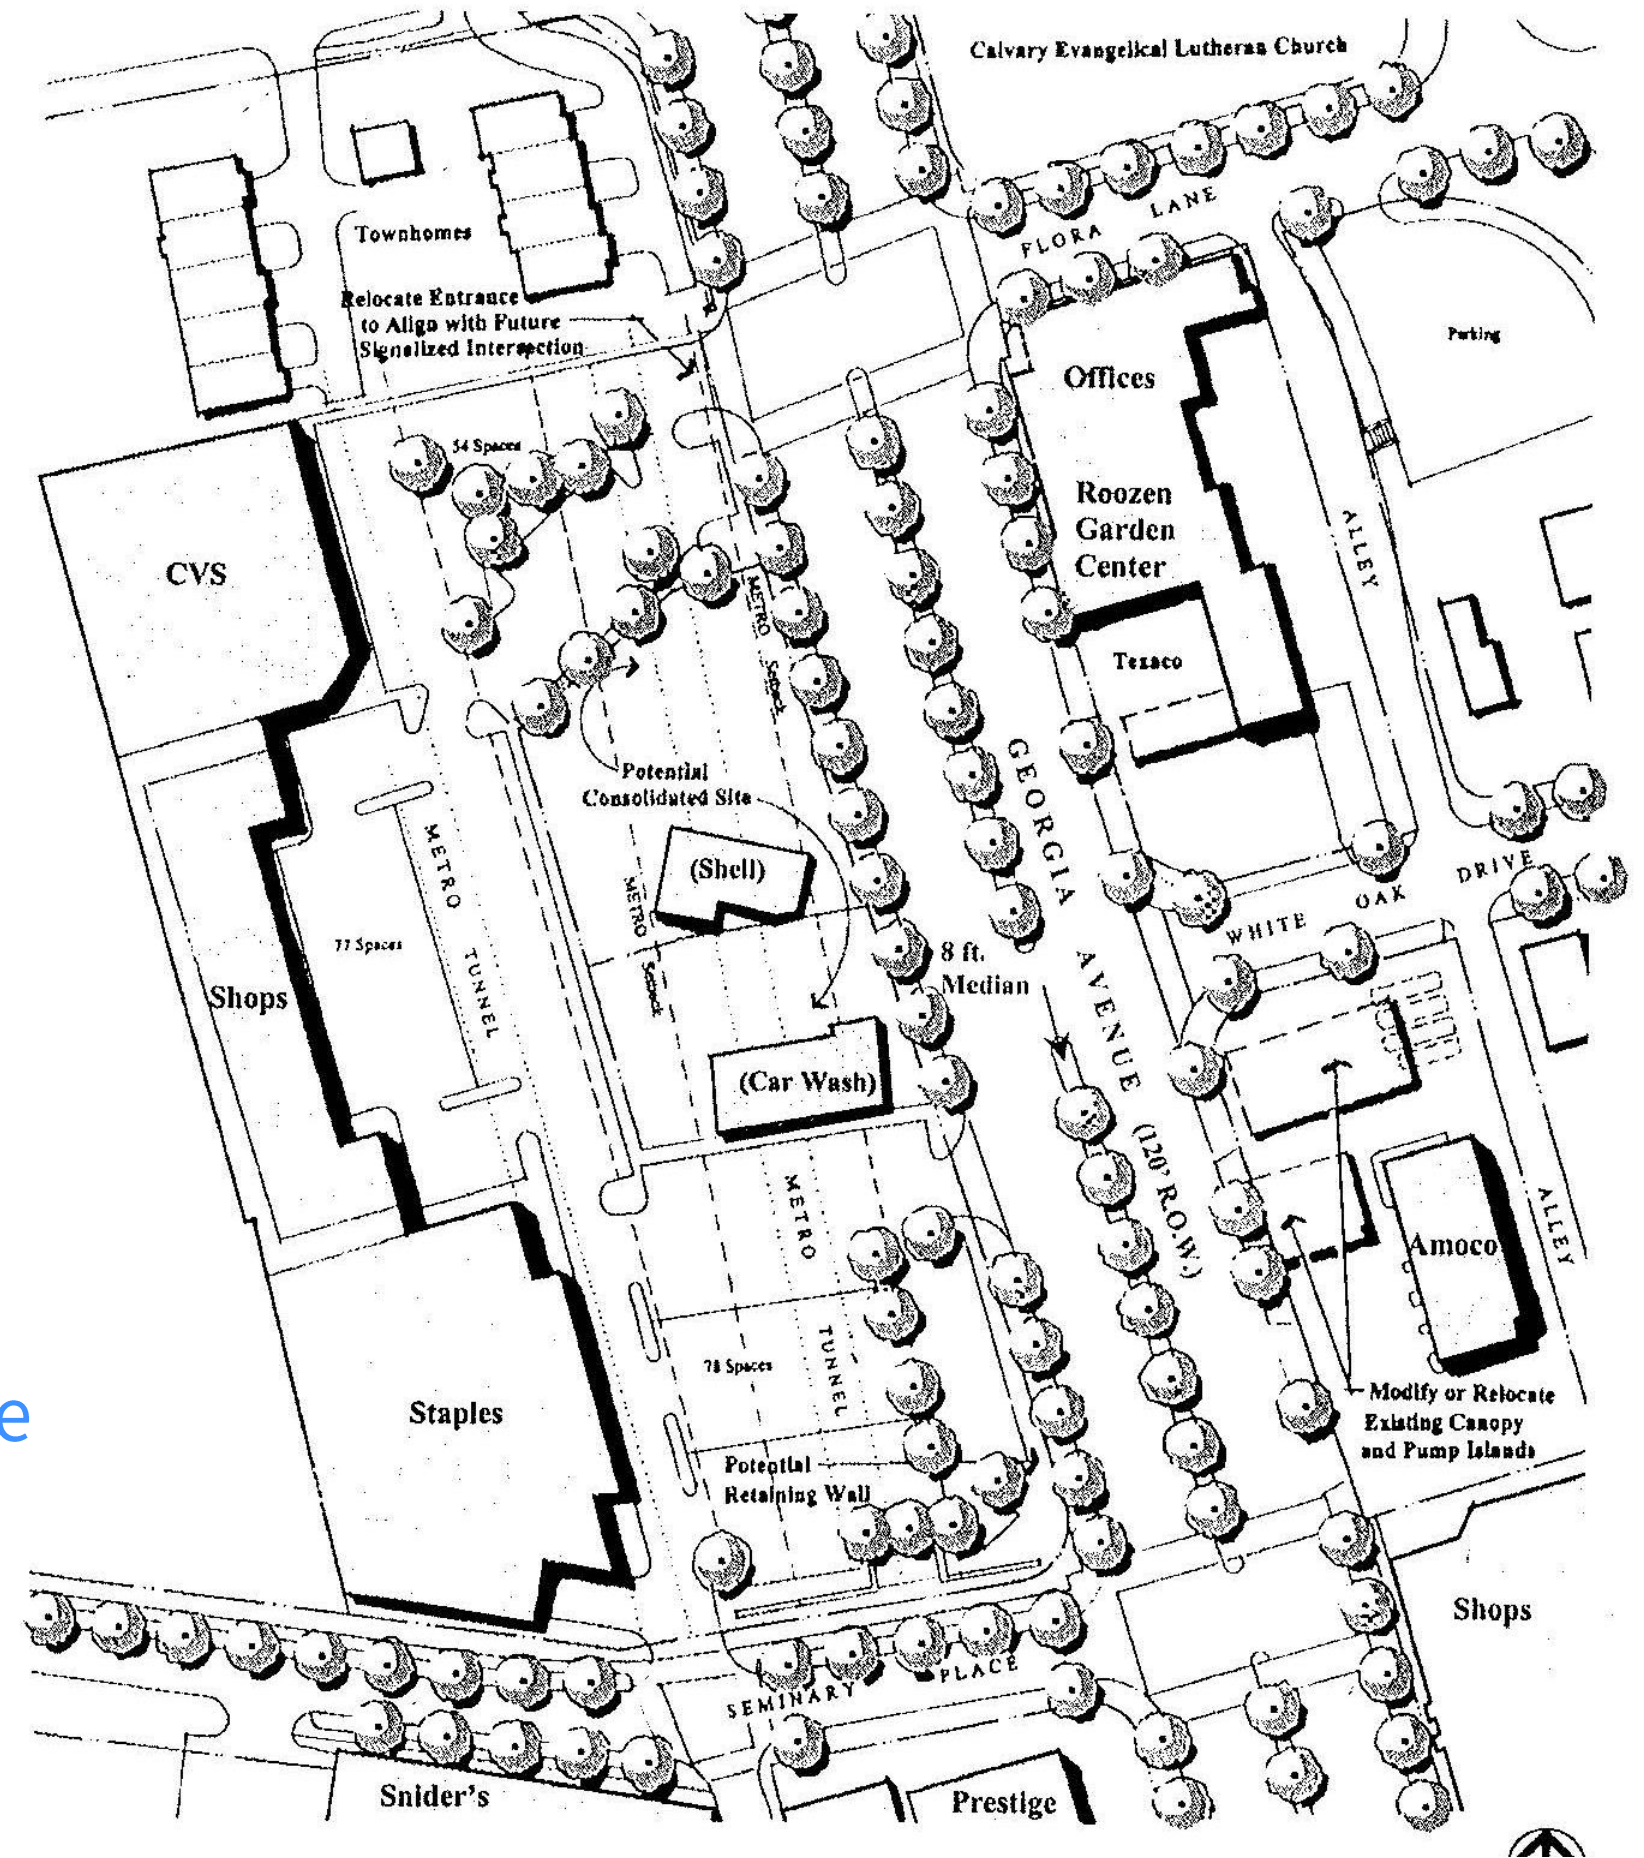 Calvary Evangelical Lutheran Church
FLORA LANE
Townhomes
Relocate Entrance
to Align with Future
Signalized Intersection
Parking
Offices
54 Spaces
Roozen
Garden
Center
ALLEY
CVS
METRO
Setback
Texaco
Potential
Consolidated Site
GEORGIA AVENUE (120' R.O.W.)
METRO TUNNEL
(Shell)
WHITE OAK DRIVE
METRO
Setback
77 Spaces
8 ft.
Median
Shops
(Car Wash)
METRO TUNNEL
ALLEY
Amoco
78 Spaces
Modify or Relocate
Existing Canopy
and Pump Islands
Staples
e
Potential
Retaining Wall
Shops
SEMINARY PLACE
Snider's
Prestige